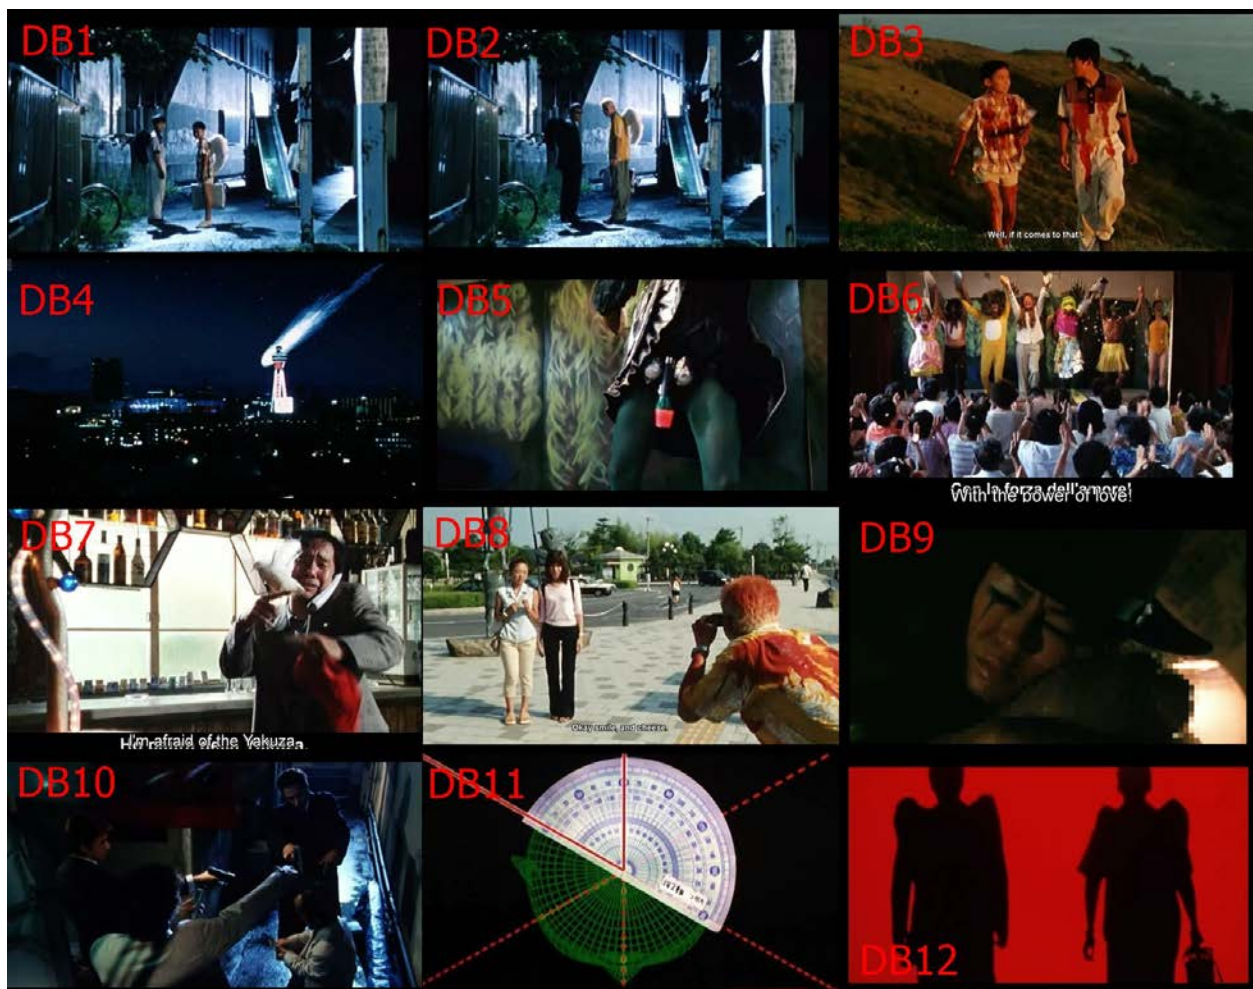 DB1
DB2
DB3
Well, if it comes to that
DB4
DB5
DB6
Con la forza dell'amore!
With the power of love!
DB7
I'm afraid of the Yakuza.
DB8
Okay smile, and cheese.
DB9
DB10
DB11
DB12